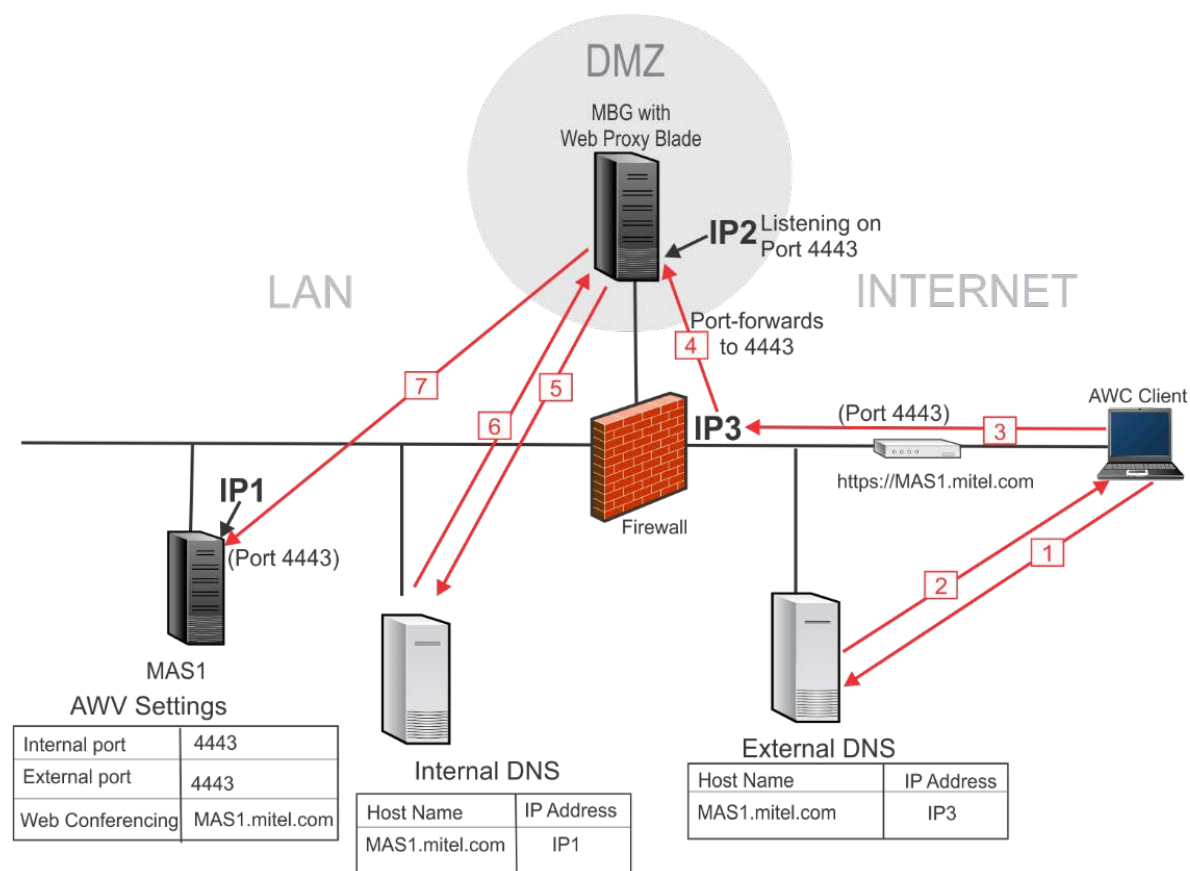 DMZ
MBG with
Web Proxy Blade
IP2 Listening on
Port 4443
LAN
INTERNET
Port-forwards
to 4443
4
7
5
6
IP3
(Port 4443)
3
AWC Client
https://MAS1.mitel.com
Firewall
IP1
(Port 4443)
1
2
MAS1
AWV Settings
Internal port 4443
External port 4443
Web Conferencing MAS1.mitel.com
Internal DNS
Host Name IP Address
MAS1.mitel.com IP1
External DNS
Host Name IP Address
MAS1.mitel.com IP3